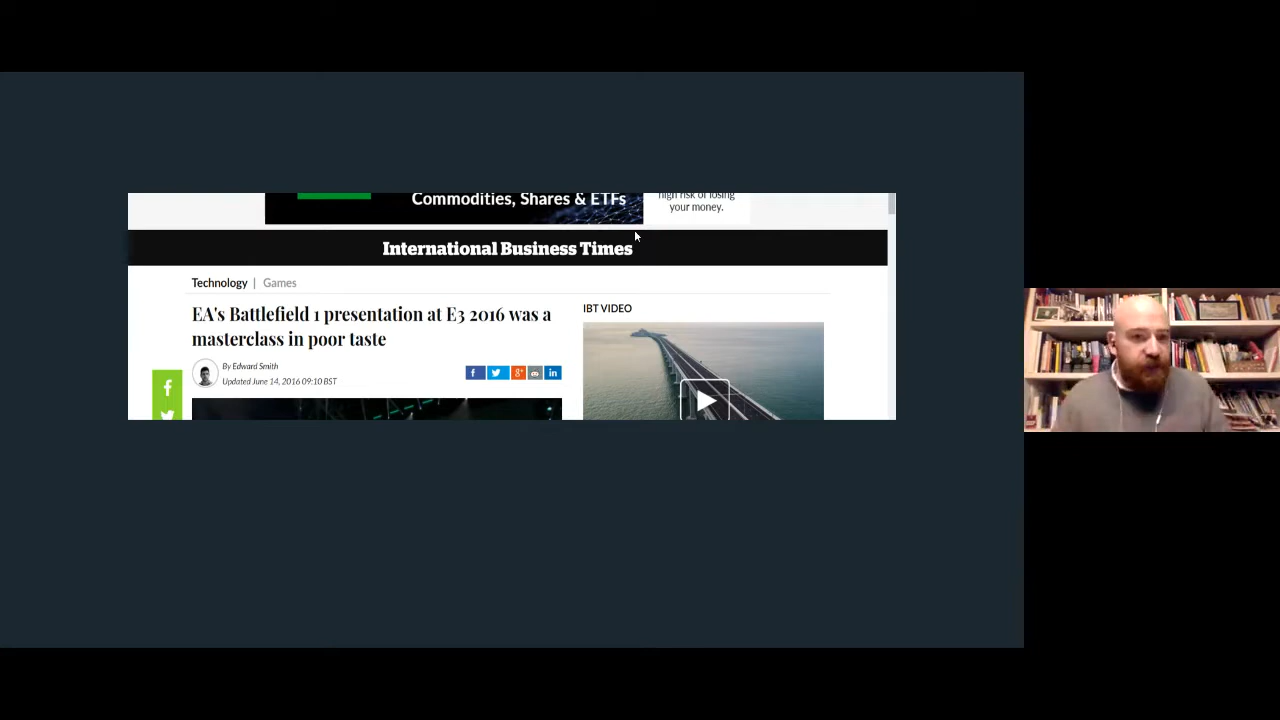 Commodities, Shares & ETFs
high risk of losing
your money.
International Business Times
Technology | Games
EA's Battlefield 1 presentation at E3 2016 was a
masterclass in poor taste
By Edward Smith
Updated June 14, 2016 09:10 BST
IBT VIDEO